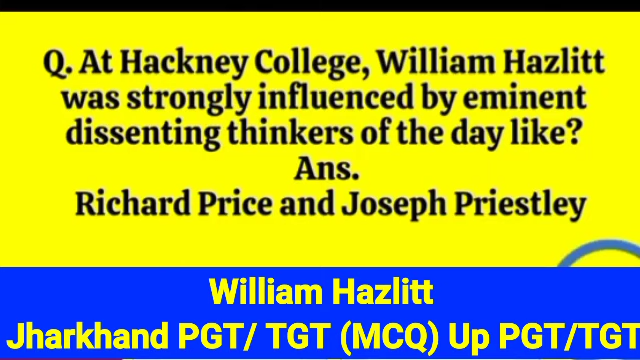 Q. At Hackney College, William Hazlitt
was strongly influenced by eminent
dissenting thinkers of the day like?
Ans.
Richard Price and Joseph Priestley
William Hazlitt
Jharkhand PGT/ TGT (MCQ) Up PGT/TGT